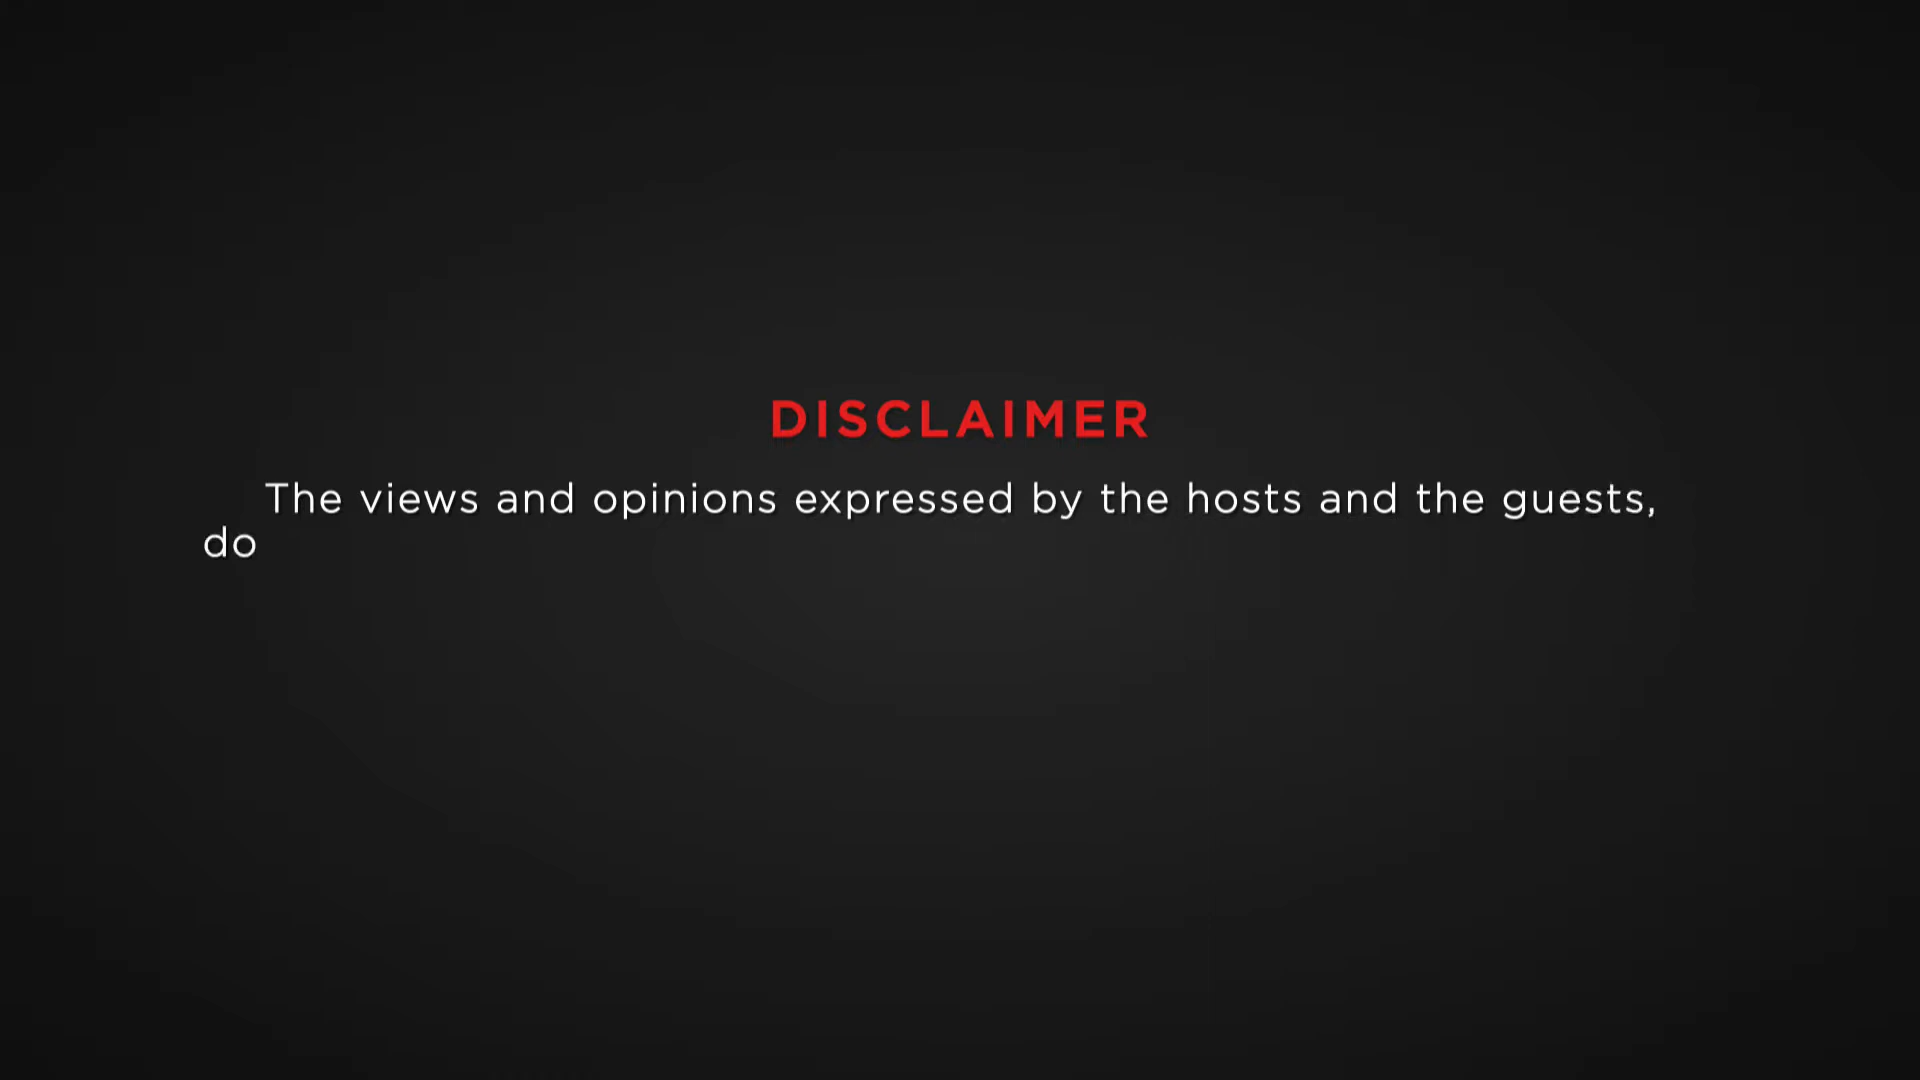 DISCLAIMER
The views and opinions expressed by the hosts and the guests,
do